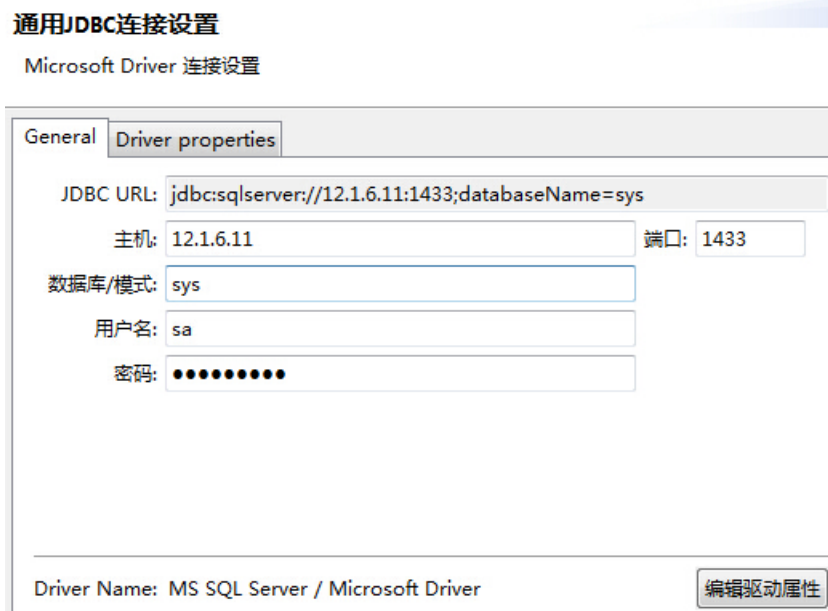 通用JDBC连接设置
Microsoft Driver 连接设置
General Driver properties
JDBC URL: jdbc:sqlserver://12.1.6.11:1433;databaseName=sys
主机: 12.1.6.11 端口: 1433
数据库/模式: sys
用户名: sa
密码: ●●●●●●●●●
Driver Name: MS SQL Server / Microsoft Driver 编辑驱动属性